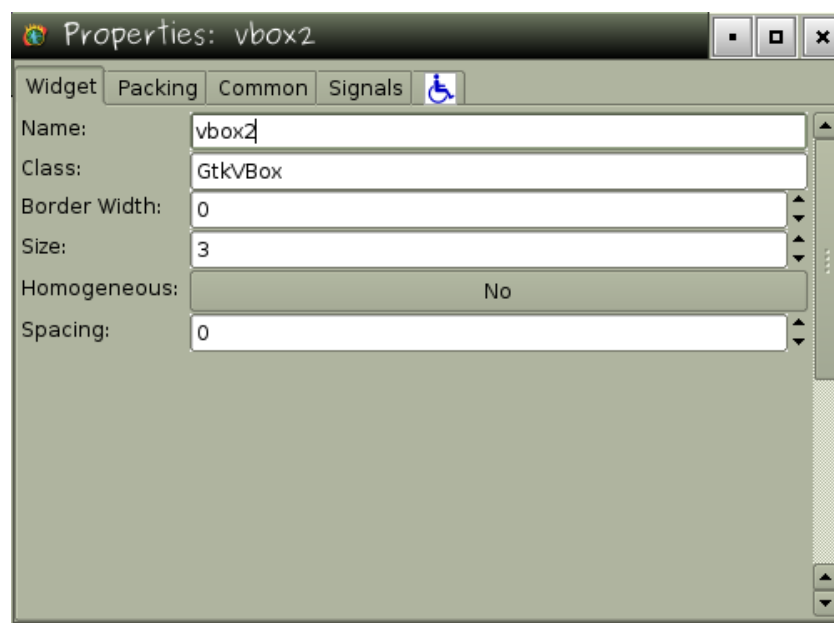 Properties: vbox2
Widget Packing Common Signals
Name: vbox2
Class: GtkVBox
Border Width: 0
Size: 3
Homogeneous: No
Spacing: 0